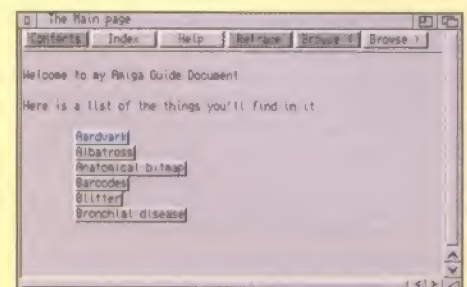 The Main page
Contents Index Help Retrace Browse < Browse >
Welcome to my Amiga Guide Document
Here is a list of the things you'll find in it
Aardvark
Albatross
Anatomical bitmap
Barcodes
Blitter
Bronchial disease